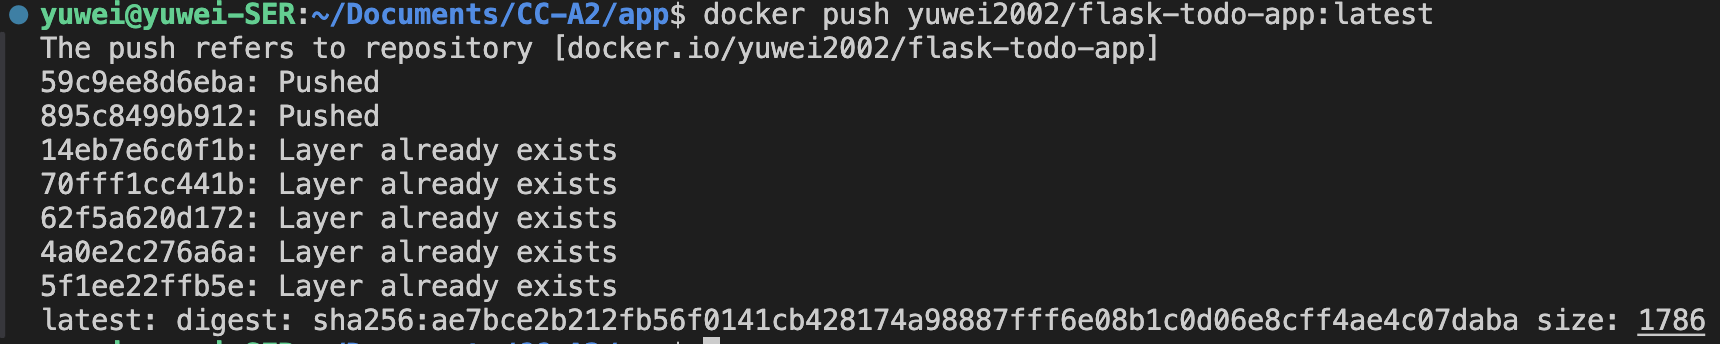 yuwei@yuwei-SER:~/Documents/CC-A2/app$ docker push yuwei2002/flask-todo-app:latest
The push refers to repository [docker.io/yuwei2002/flask-todo-app]
59c9ee8d6eba: Pushed
895c8499b912: Pushed
14eb7e6c0f1b: Layer already exists
70fff1cc441b: Layer already exists
62f5a620d172: Layer already exists
4a0e2c276a6a: Layer already exists
5f1ee22ffb5e: Layer already exists
latest: digest: sha256:ae7bce2b212fb56f0141cb428174a98887fff6e08b1c0d06e8cff4ae4c07daba size: 1786